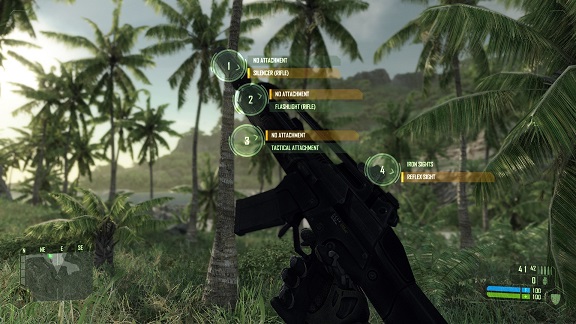 1
NO ATTACHMENT
SILENCER (RIFLE)
2
NO ATTACHMENT
FLASHLIGHT (RIFLE)
3
NO ATTACHMENT
TACTICAL ATTACHMENT
4
IRON SIGHTS
REFLEX SIGHT
N NE E SE
41 42
0
100
100